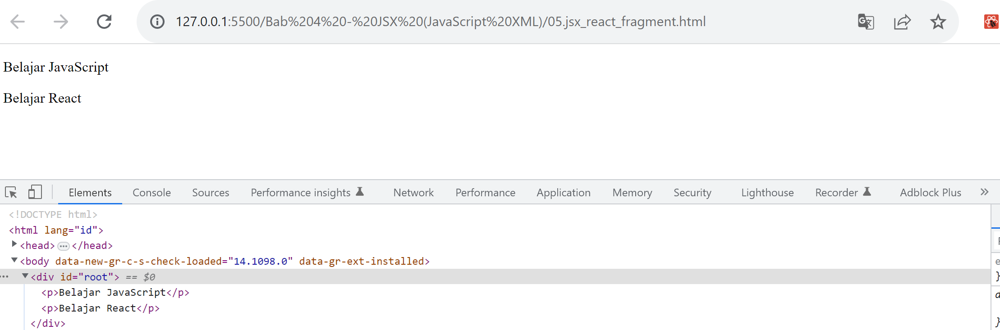 127.0.0.1:5500/Bab%204%20-%20JSX%20(JavaScript%20XML)/05.jsx_react_fragment.html
Belajar JavaScript
Belajar React
Elements Console Sources Performance insights Network Performance Application Memory Security Lighthouse Recorder Adblock Plus »
<!DOCTYPE html>
<html lang="id">
<head>…</head>
<body data-new-gr-c-s-check-loaded="14.1098.0" data-gr-ext-installed>
… <div id="root"> == $0
<p>Belajar JavaScript</p>
<p>Belajar React</p>
</div>
}
}